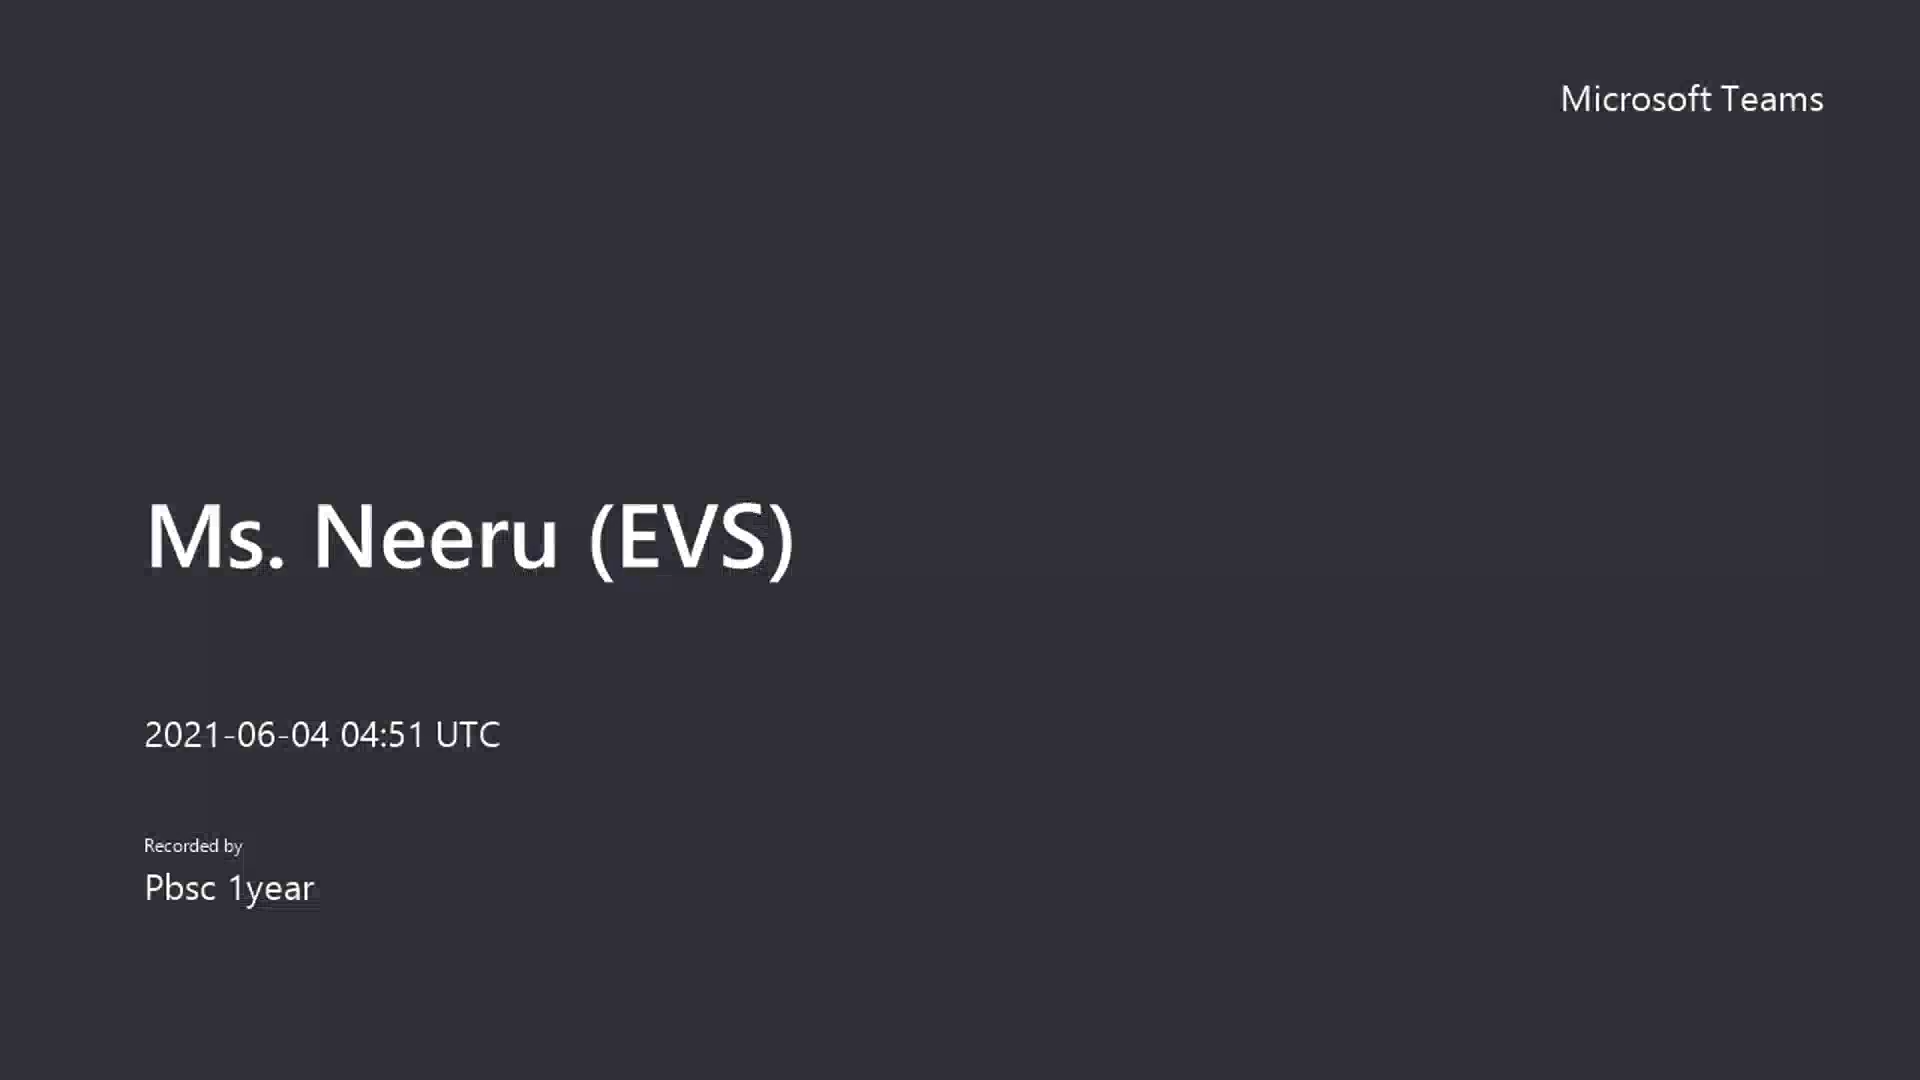 Microsoft Teams
Ms. Neeru (EVS)
2021-06-04 04:51 UTC
Recorded by
Pbsc 1year